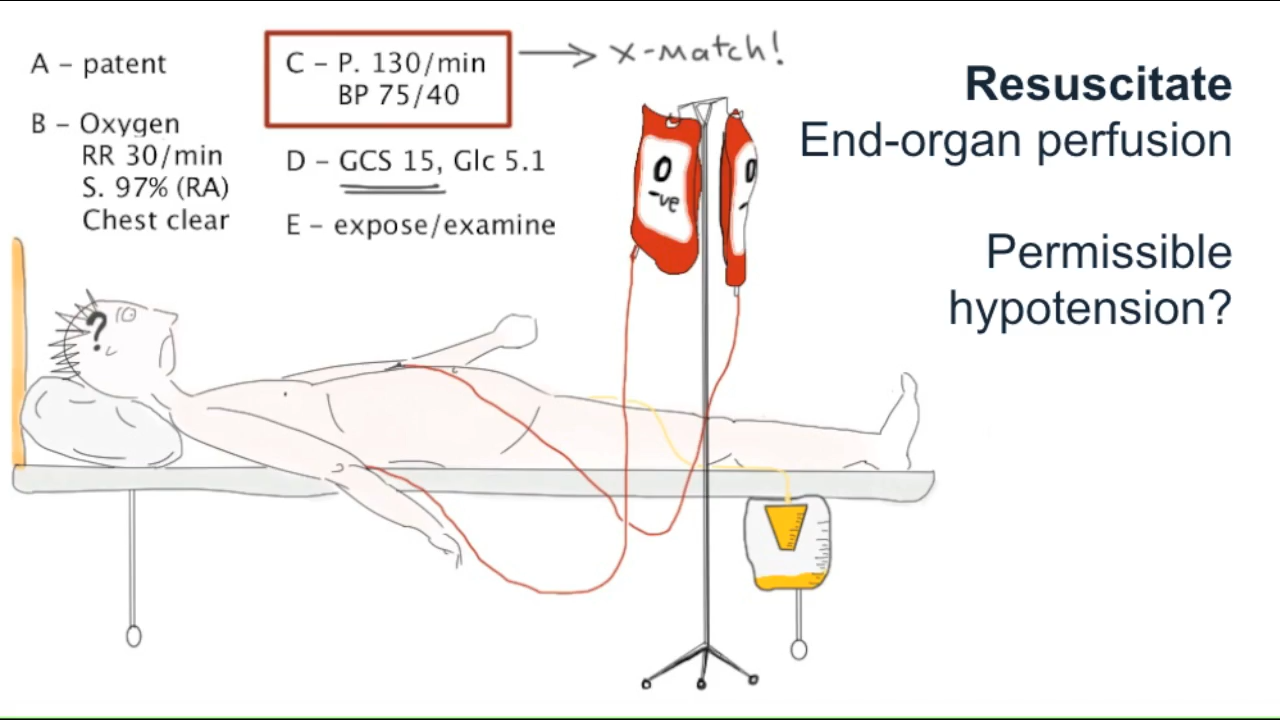 A – patent
B – Oxygen
RR 30/min
S. 97% (RA)
Chest clear
C – P. 130/min
BP 75/40
D – GCS 15, Glc 5.1
E – expose/examine
x-match!
Resuscitate
End-organ perfusion
Permissible
hypotension?
?
O
-ve
O
-